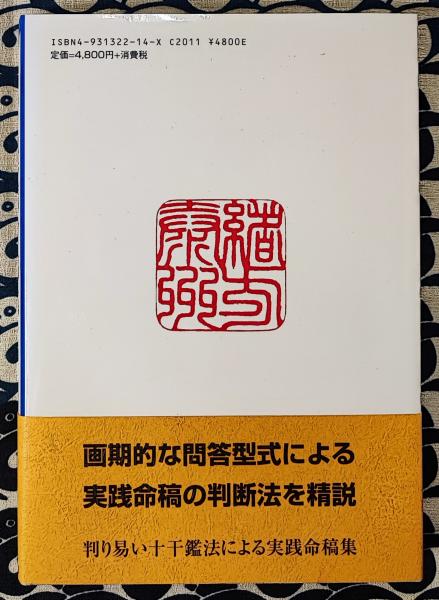 ISBN4-931322-14-X C2011 ¥4800E
定価=4,800円+消費税
画期的な問答型式による
実践命稿の判断法を精説
判り易い十干鑑法による実践命稿集